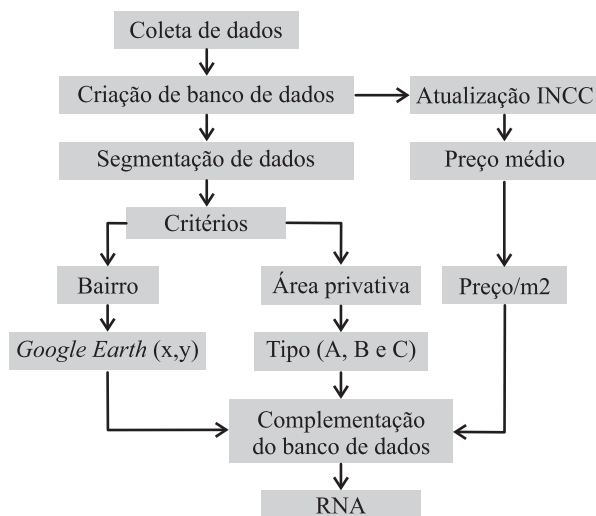 Coleta de dados
Criação de banco de dados
Atualização INCC
Segmentação de dados
Preço médio
Critérios
Bairro
Área privativa
Preço/m2
Google Earth (x,y)
Tipo (A, B e C)
Complementação
do banco de dados
RNA